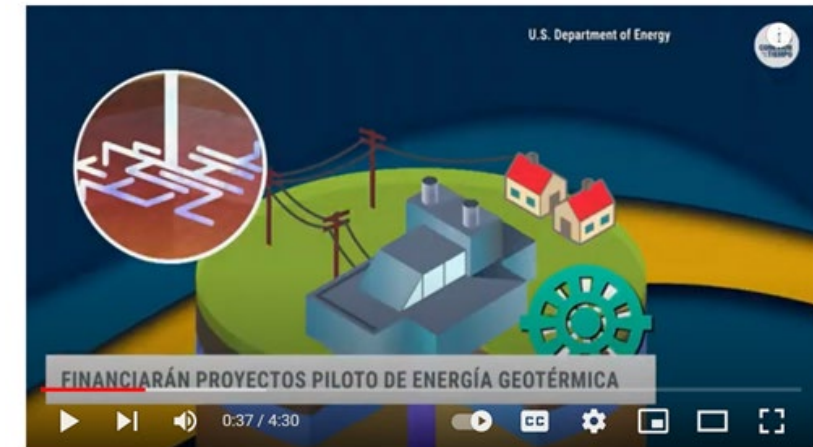 U.S. Department of Energy
FINANCIARÁN PROYECTOS PILOTO DE ENERGÍA GEOTÉRMICA
0:37 / 4:30
CC